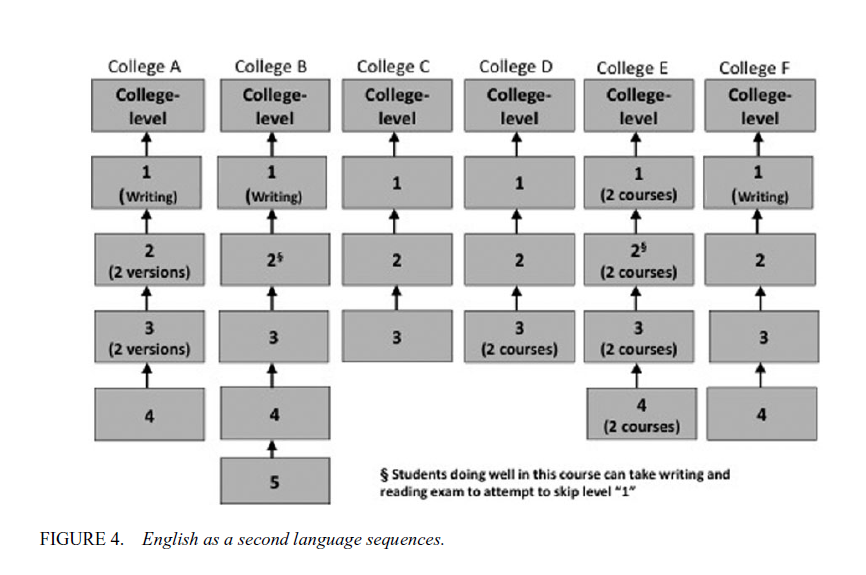 College A College B College C College D College E College F
College- College- College- College- College- College-
level level level level level level
1 1 1 1 1 1
(Writing) (Writing) (2 courses) (Writing)
2 2§ 2 2 2§ 2
(2 versions) (2 courses)
3 3 3 3 3 3
(2 versions) (2 courses) (2 courses)
4 4 4 4
(2 courses)
5
§ Students doing well in this course can take writing and
reading exam to attempt to skip level "1"
FIGURE 4. English as a second language sequences.